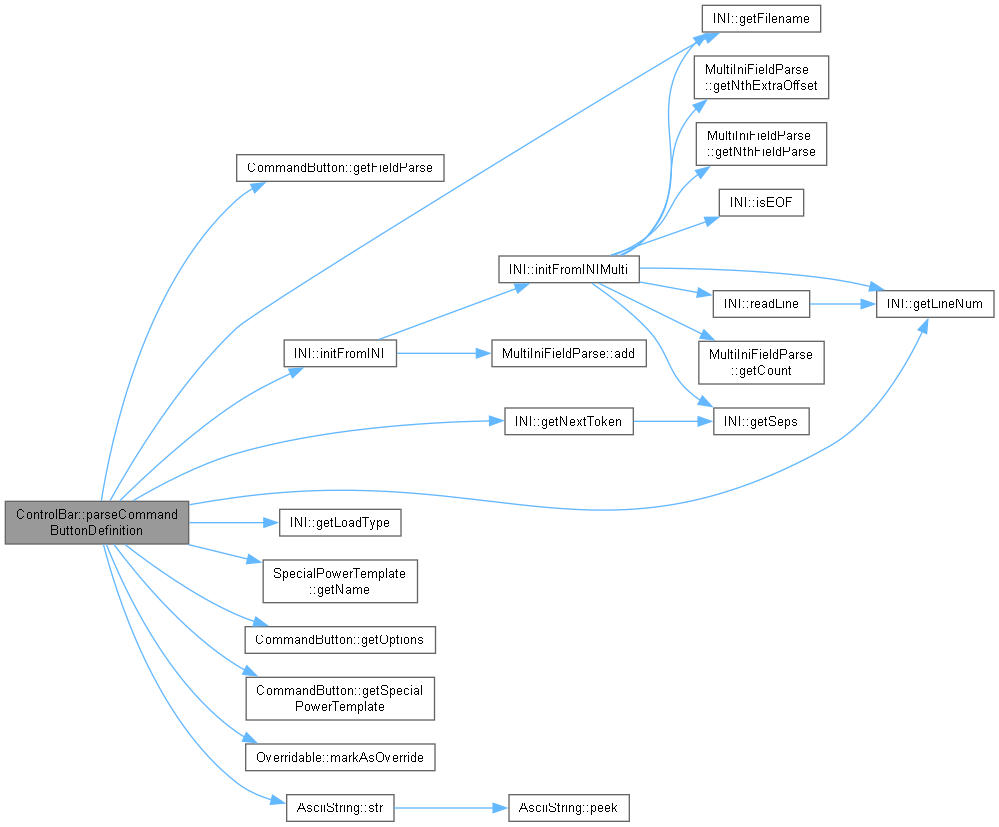 INI::getFilename
MultiIniFieldParse
::getNthExtraOffset
MultiIniFieldParse
::getNthFieldParse
CommandButton::getFieldParse
INI::isEOF
INI::initFromINIMulti
INI::readLine
INI::getLineNum
INI::initFromINI
MultiIniFieldParse::add
MultiIniFieldParse
::getCount
INI::getNextToken
INI::getSeps
ControlBar::parseCommand
ButtonDefinition
INI::getLoadType
SpecialPowerTemplate
::getName
CommandButton::getOptions
CommandButton::getSpecial
PowerTemplate
Overridable::markAsOverride
AsciiString::str
AsciiString::peek